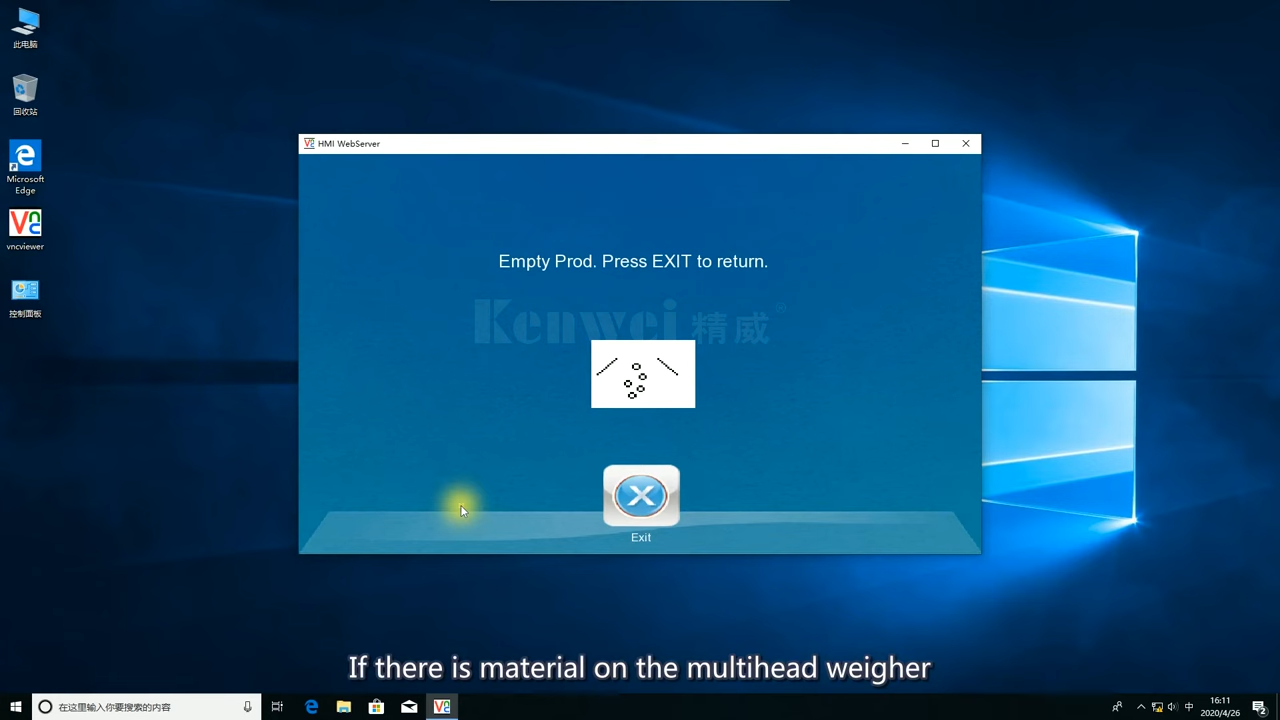 此电脑
回收站
Microsoft
Edge
vncviewer
控制面板
HMI WebServer
Empty Prod. Press EXIT to return.
Kenwei 精威®
Exit
If there is material on the multihead weigher
在这里输入你要搜索的内容
中
16:11
2020/4/26
2